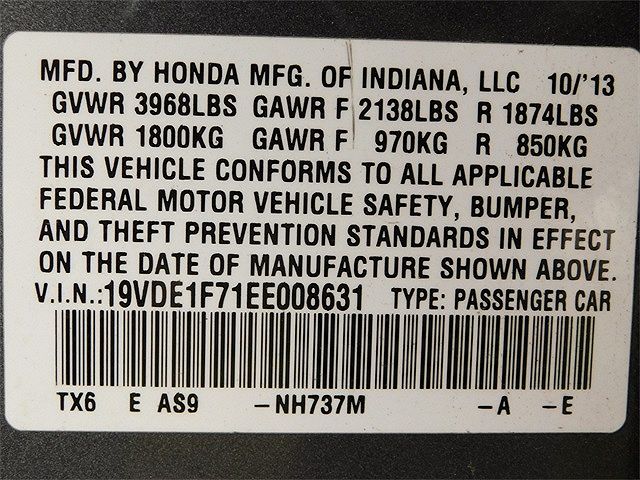 MFD. BY HONDA MFG. OF INDIANA, LLC 10/'13
GVWR 3968LBS GAWR F 2138LBS R 1874LBS
GVWR 1800KG GAWR F 970KG R 850KG
THIS VEHICLE CONFORMS TO ALL APPLICABLE
FEDERAL MOTOR VEHICLE SAFETY, BUMPER,
AND THEFT PREVENTION STANDARDS IN EFFECT
ON THE DATE OF MANUFACTURE SHOWN ABOVE.
V.I.N.:19VDE1F71EE008631 TYPE: PASSENGER CAR
TX6 E AS9 -NH737M -A -E